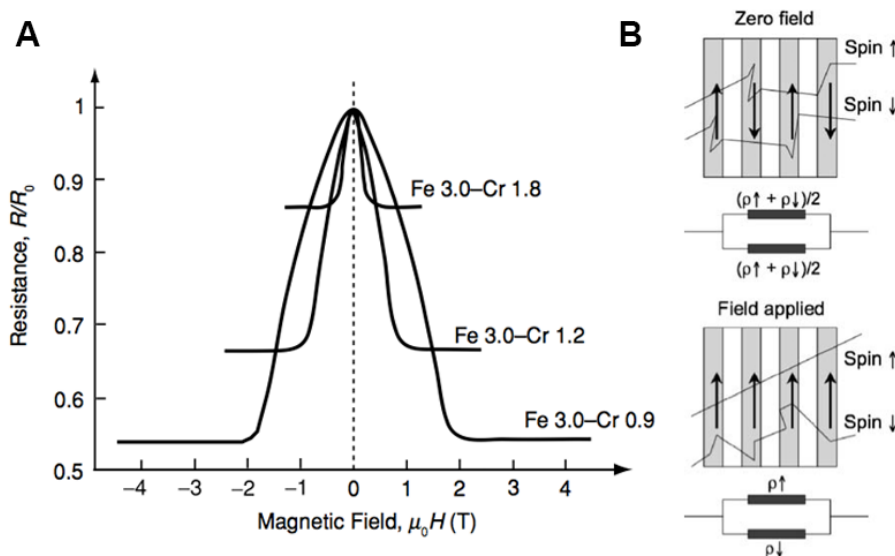 A
Resistance, R/R₀
1
0.9
0.8
0.7
0.6
0.5
Fe 3.0–Cr 1.8
Fe 3.0–Cr 1.2
Fe 3.0–Cr 0.9
−4 −3 −2 −1 0 1 2 3 4
Magnetic Field, μ₀H (T)
B
Zero field
Spin ↑
Spin ↓
(ρ↑ + ρ↓)/2
(ρ↑ + ρ↓)/2
Field applied
Spin ↑
Spin ↓
ρ↑
ρ↓